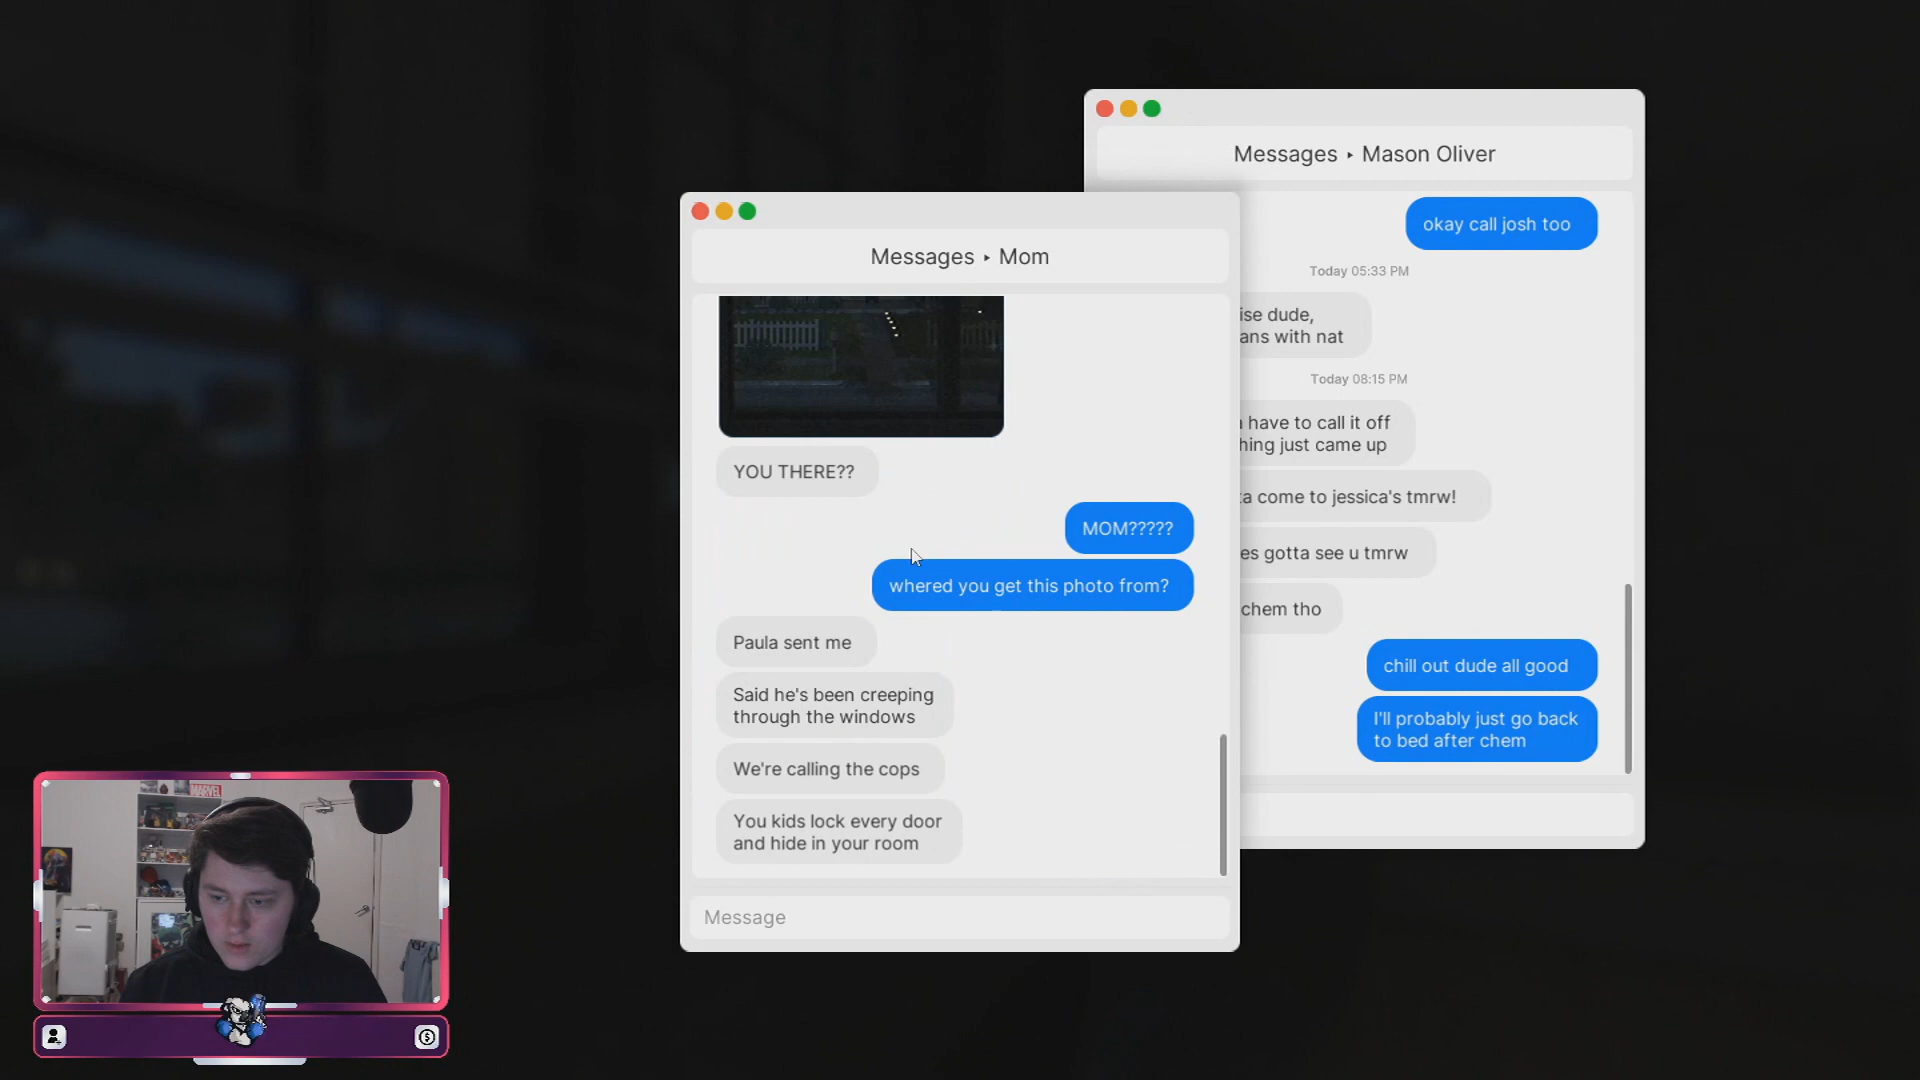 Messages ‣ Mason Oliver
okay call josh too
Today 05:33 PM
ise dude,
ans with nat
Today 08:15 PM
have to call it off
hing just came up
ta come to jessica's tmrw!
es gotta see u tmrw
chem tho
chill out dude all good
I'll probably just go back
to bed after chem
Messages ‣ Mom
YOU THERE??
MOM?????
whered you get this photo from?
Paula sent me
Said he's been creeping
through the windows
We're calling the cops
You kids lock every door
and hide in your room
Message
MARVEL